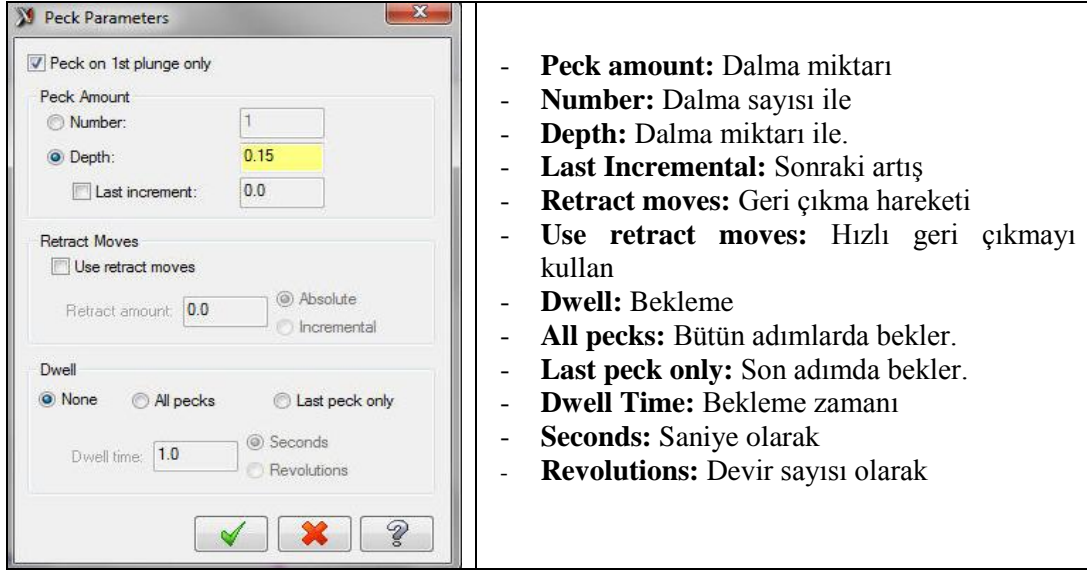 Peck Parameters
Peck on 1st plunge only
Peck Amount
Number: 1
Depth: 0.15
Last increment: 0.0
Retract Moves
Use retract moves
Retract amount: 0.0
Absolute
Incremental
Dwell
None All pecks Last peck only
Dwell time: 1.0
Seconds
Revolutions
- Peck amount: Dalma miktarı
- Number: Dalma sayısı ile
- Depth: Dalma miktarı ile.
- Last Incremental: Sonraki artış
- Retract moves: Geri çıkma hareketi
- Use retract moves: Hızlı geri çıkmayı
kullan
- Dwell: Bekleme
- All pecks: Bütün adımlarda bekler.
- Last peck only: Son adımda bekler.
- Dwell Time: Bekleme zamanı
- Seconds: Saniye olarak
- Revolutions: Devir sayısı olarak